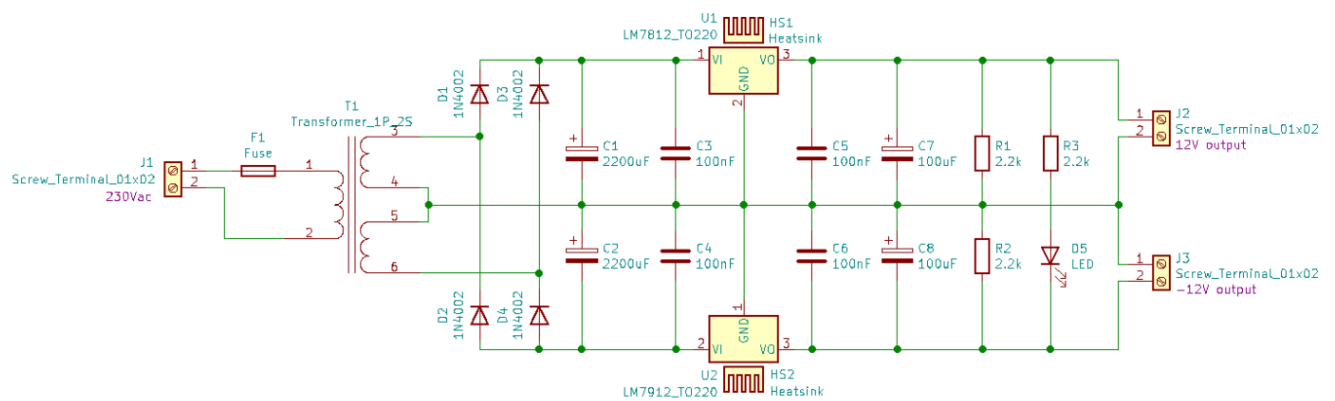 U1
LM7812_TO220
HS1
Heatsink
1
VI
VO
3
GND
2
D1
1N4002
D3
1N4002
T1
Transformer_1P_2S
F1
Fuse
J1
Screw_Terminal_01x02
230Vac
1
2
1
2
3
4
5
6
+
C1
2200uF
C3
100nF
C5
100nF
+
C7
100uF
R1
2.2k
R3
2.2k
1
2
J2
Screw_Terminal_01x02
12V output
+
C2
2200uF
C4
100nF
C6
100nF
+
C8
100uF
R2
2.2k
D5
LED
1
2
J3
Screw_Terminal_01x02
-12V output
D2
1N4002
D4
1N4002
1
GND
2
VI
VO
3
U2
LM7912_TO220
HS2
Heatsink